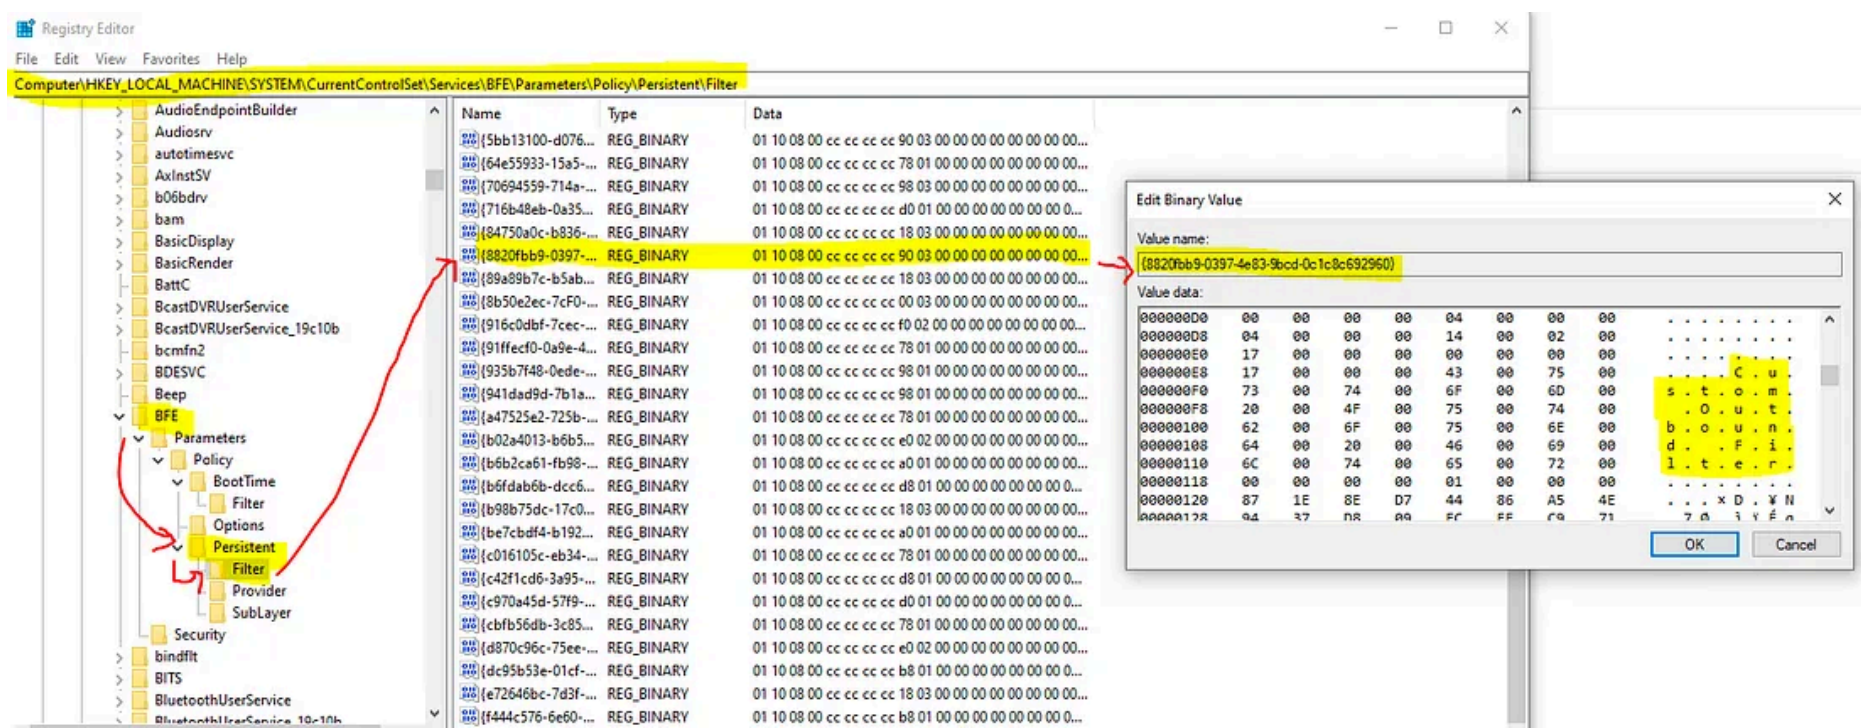 Registry Editor
File Edit View Favorites Help
Computer\HKEY_LOCAL_MACHINE\SYSTEM\CurrentControlSet\Services\BFE\Parameters\Policy\Persistent\Filter
AudioEndpointBuilder
Audiosrv
autotimesvc
AxInstSV
b06bdrv
bam
BasicDisplay
BasicRender
BattC
BcastDVRUserService
BcastDVRUserService_19c10b
bcmfn2
BDESVC
Beep
BFE
Parameters
Policy
BootTime
Filter
Options
Persistent
Filter
Provider
SubLayer
Security
bindflt
BITS
BluetoothUserService
BluetoothUserService_19c10b
Name Type Data
{5bb13100-d076... REG_BINARY 01 10 08 00 cc cc cc cc 90 03 00 00 00 00 00 00 00...
{64e55933-15a5-... REG_BINARY 01 10 08 00 cc cc cc cc 78 01 00 00 00 00 00 00 00...
{70694559-714a-... REG_BINARY 01 10 08 00 cc cc cc cc 98 03 00 00 00 00 00 00 00...
{716b48eb-0a35... REG_BINARY 01 10 08 00 cc cc cc cc d0 01 00 00 00 00 00 00 0...
{84750a0c-b836-... REG_BINARY 01 10 08 00 cc cc cc cc 18 03 00 00 00 00 00 00 00...
{8820fbb9-0397-... REG_BINARY 01 10 08 00 cc cc cc cc 90 03 00 00 00 00 00 00 00...
{89a89b7c-b5ab... REG_BINARY 01 10 08 00 cc cc cc cc 18 03 00 00 00 00 00 00 00...
{8b50e2ec-7cF0-... REG_BINARY 01 10 08 00 cc cc cc cc 00 03 00 00 00 00 00 00 00...
{916c0dbf-7cec-... REG_BINARY 01 10 08 00 cc cc cc cc f0 02 00 00 00 00 00 00 00...
{91ffecf0-0a9e-4... REG_BINARY 01 10 08 00 cc cc cc cc 78 01 00 00 00 00 00 00 00...
{935b7f48-0ede-... REG_BINARY 01 10 08 00 cc cc cc cc 98 01 00 00 00 00 00 00 00...
{941dad9d-7b1a... REG_BINARY 01 10 08 00 cc cc cc cc 98 01 00 00 00 00 00 00 00...
{a47525e2-725b-... REG_BINARY 01 10 08 00 cc cc cc cc 78 01 00 00 00 00 00 00 00...
{b02a4013-b6b5... REG_BINARY 01 10 08 00 cc cc cc cc e0 02 00 00 00 00 00 00 00...
{b6b2ca61-fb98-... REG_BINARY 01 10 08 00 cc cc cc cc a0 01 00 00 00 00 00 00 00...
{b6fdab6b-dcc6... REG_BINARY 01 10 08 00 cc cc cc cc d8 01 00 00 00 00 00 00 0...
{b98b75dc-17c0... REG_BINARY 01 10 08 00 cc cc cc cc 18 03 00 00 00 00 00 00 00...
{be7cbdf4-b192... REG_BINARY 01 10 08 00 cc cc cc cc a0 01 00 00 00 00 00 00 00...
{c016105c-eb34-... REG_BINARY 01 10 08 00 cc cc cc cc 78 01 00 00 00 00 00 00 00...
{c42f1cd6-3a95-... REG_BINARY 01 10 08 00 cc cc cc cc d8 01 00 00 00 00 00 00 0...
{c970a45d-57f9-... REG_BINARY 01 10 08 00 cc cc cc cc d0 01 00 00 00 00 00 00 0...
{cbfb56db-3c85... REG_BINARY 01 10 08 00 cc cc cc cc 78 01 00 00 00 00 00 00 00...
{d870c96c-75ee-... REG_BINARY 01 10 08 00 cc cc cc cc e0 02 00 00 00 00 00 00 00...
{dc95b53e-01cf-... REG_BINARY 01 10 08 00 cc cc cc cc b8 01 00 00 00 00 00 00 0...
{e72646bc-7d3f-... REG_BINARY 01 10 08 00 cc cc cc cc 18 03 00 00 00 00 00 00 00...
{f444c576-6e60-... REG_BINARY 01 10 08 00 cc cc cc cc b8 01 00 00 00 00 00 00 0...
Edit Binary Value
Value name:
{8820fbb9-0397-4e83-9bcd-0c1c8c692960}
Value data:
000000D0 00 00 00 00 04 00 00 00 . . . . . . . .
000000D8 04 00 00 00 14 00 02 00 . . . . . . . .
000000E0 17 00 00 00 00 00 00 00 . . . . . . . .
000000E8 17 00 00 00 43 00 75 00 . . . . C . u .
000000F0 73 00 74 00 6F 00 6D 00 s . t . o . m .
000000F8 20 00 4F 00 75 00 74 00 . O . u . t .
00000100 62 00 6F 00 75 00 6E 00 b . o . u . n .
00000108 64 00 20 00 46 00 69 00 d . . F . i .
00000110 6C 00 74 00 65 00 72 00 l . t . e . r .
00000118 00 00 00 00 01 00 00 00 . . . . . . . .
00000120 87 1E 8E D7 44 86 A5 4E . . . × D . ¥ N
00000128 94 37 D8 09 EC EF C9 71 . 7 Ø . ì ï É q
OK Cancel